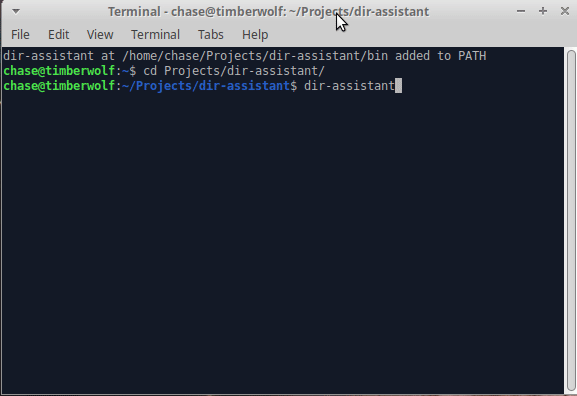 Terminal - chase@timberwolf: ~/Projects/dir-assistant
File Edit View Terminal Tabs Help
dir-assistant at /home/chase/Projects/dir-assistant/bin added to PATH
chase@timberwolf:~$ cd Projects/dir-assistant/
chase@timberwolf:~/Projects/dir-assistant$ dir-assistant